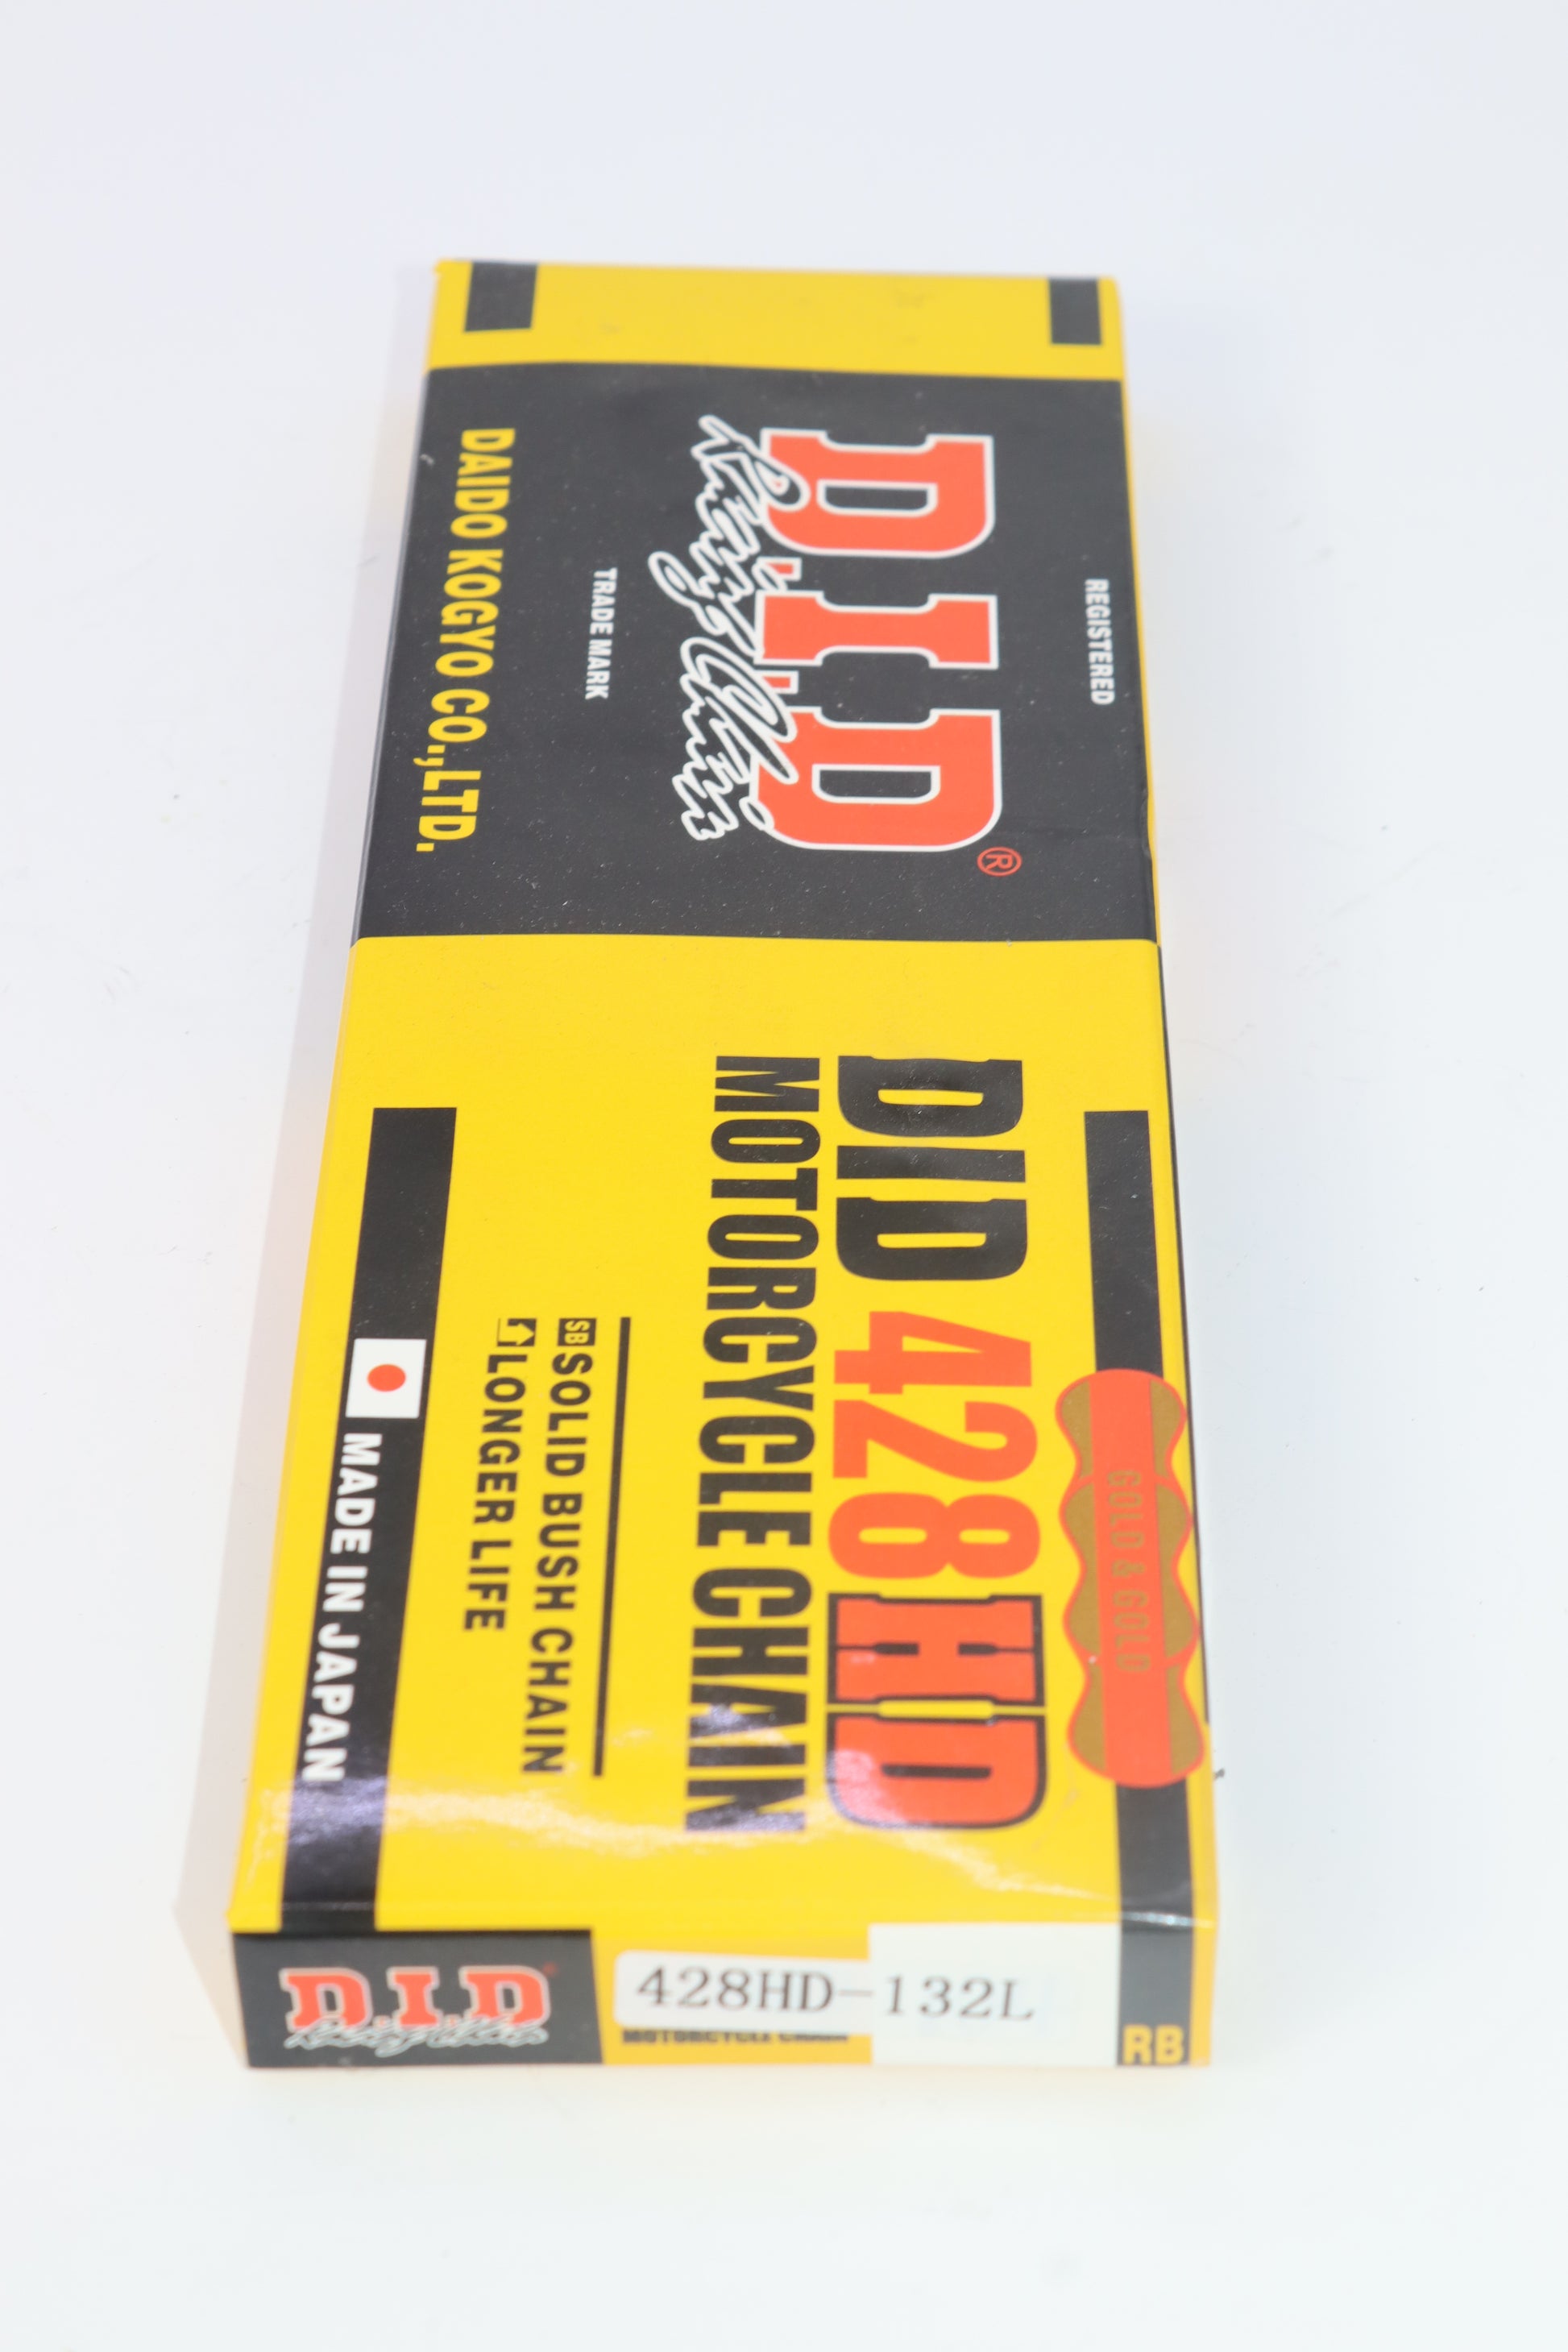 REGISTERED
D.I.D®
Racing Chain
TRADE MARK
DAIDO KOGYO CO.,LTD.
GOLD & GOLD
DID 428HD
MOTORCYCLE CHAIN
SB SOLID BUSH CHAIN
LONGER LIFE
MADE IN JAPAN
D.I.D
Racing Chain
428HD-132L
MOTORCYCLE CHAIN
RB